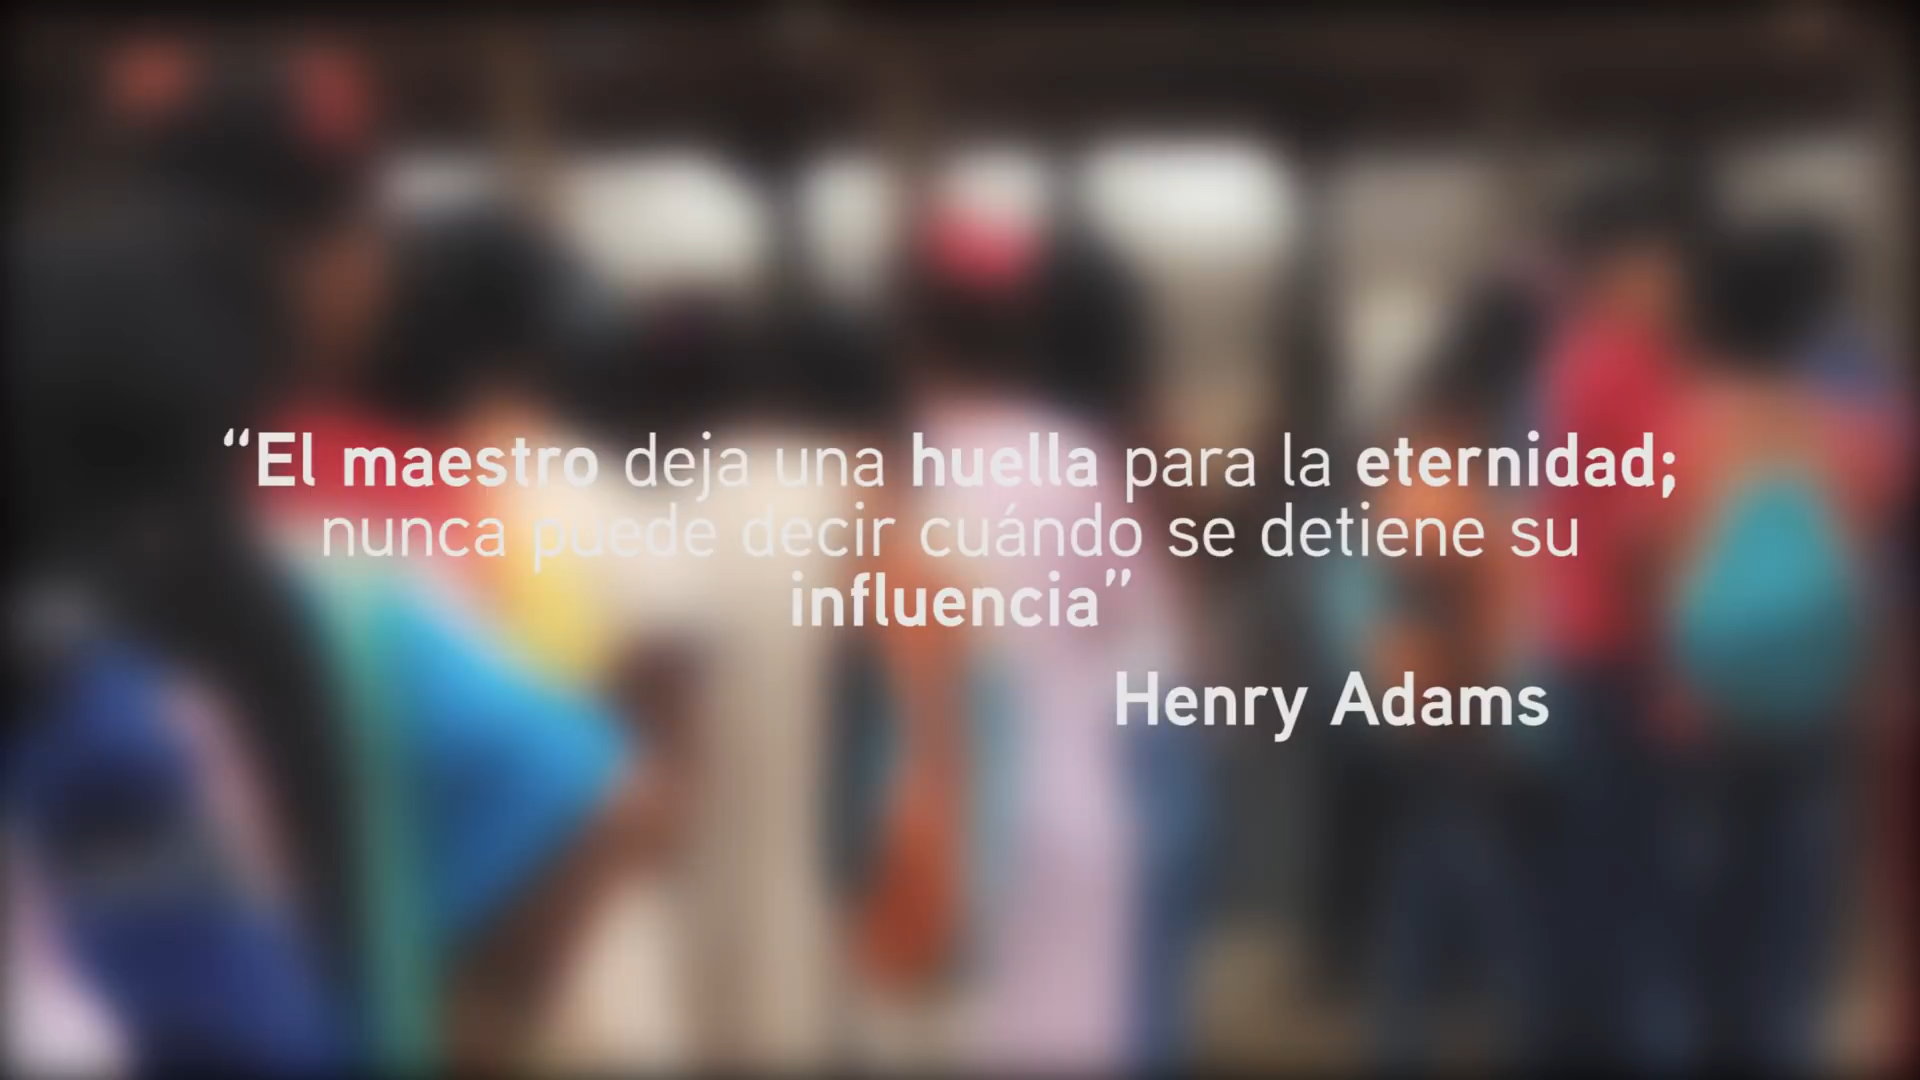 “El maestro deja una huella para la eternidad;
nunca puede decir cuándo se detiene su
influencia”
Henry Adams